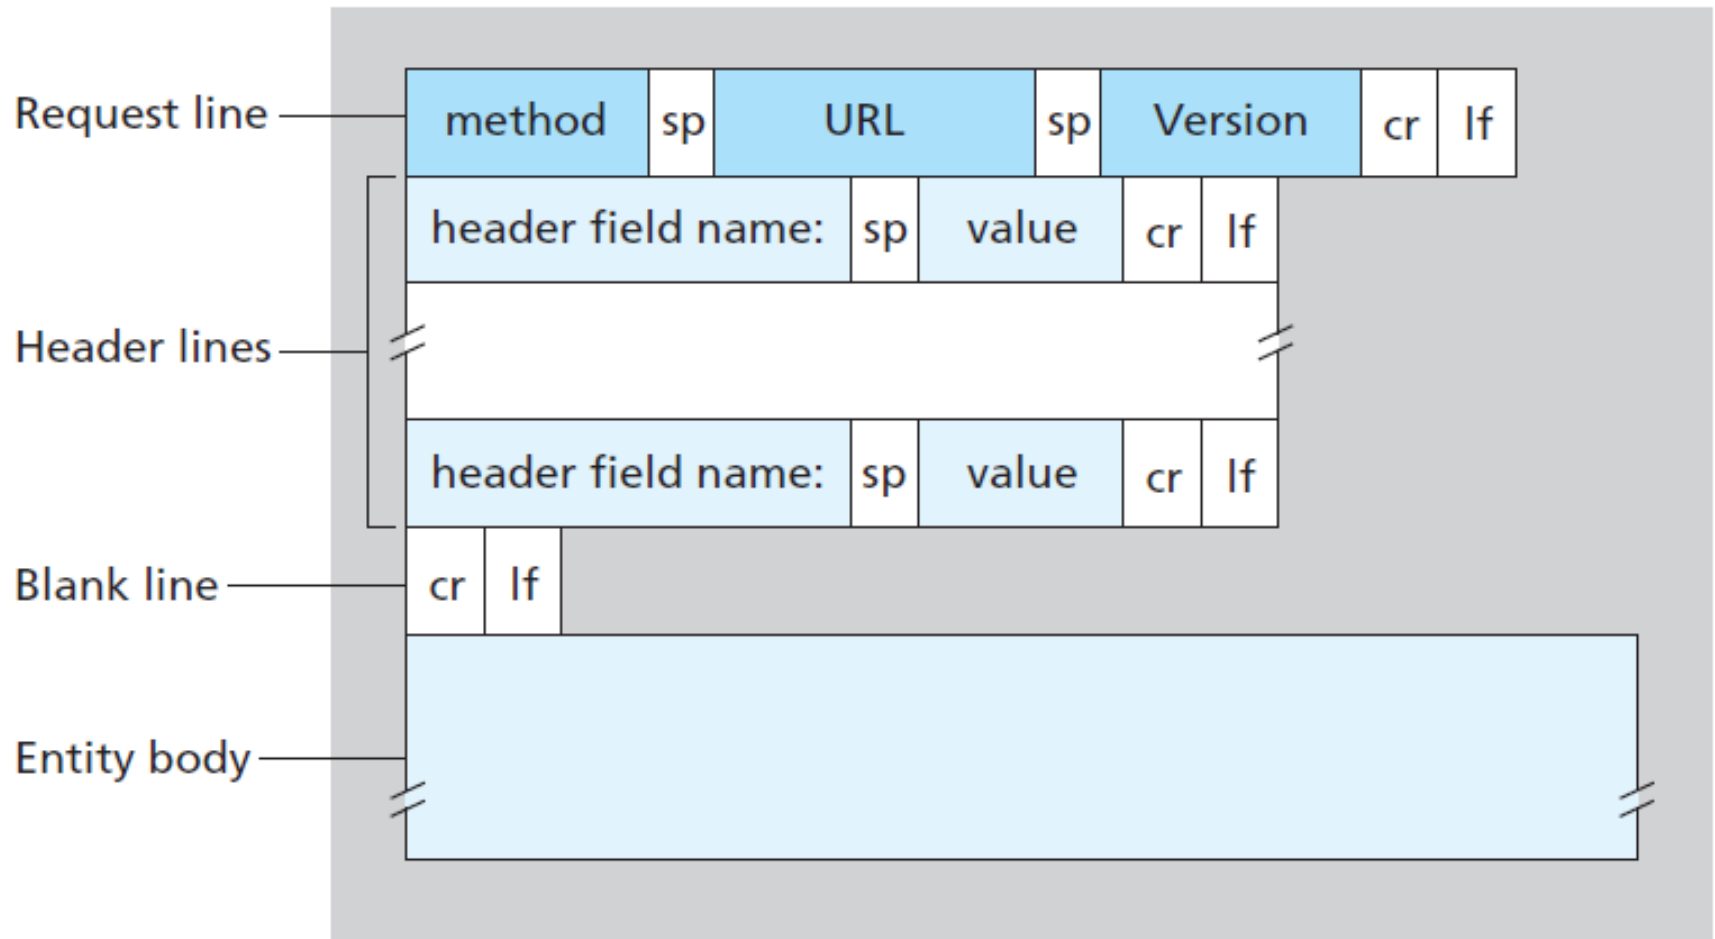 Request line method sp URL sp Version cr lf
header field name: sp value cr lf
Header lines
header field name: sp value cr lf
Blank line cr lf
Entity body